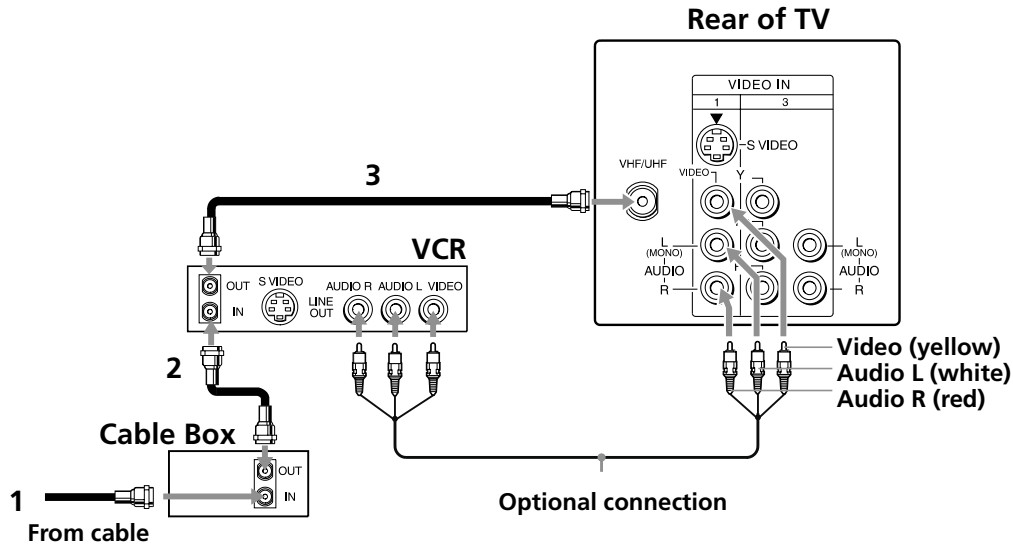 Rear of TV
VIDEO IN
1 3
S VIDEO
VHF/UHF
VIDEO
Y
3
L
(MONO)
AUDIO
R
L
(MONO)
AUDIO
R
VCR
OUT
IN
S VIDEO
LINE
OUT
AUDIO R AUDIO L VIDEO
Video (yellow)
Audio L (white)
Audio R (red)
2
Cable Box
OUT
IN
1
From cable
Optional connection